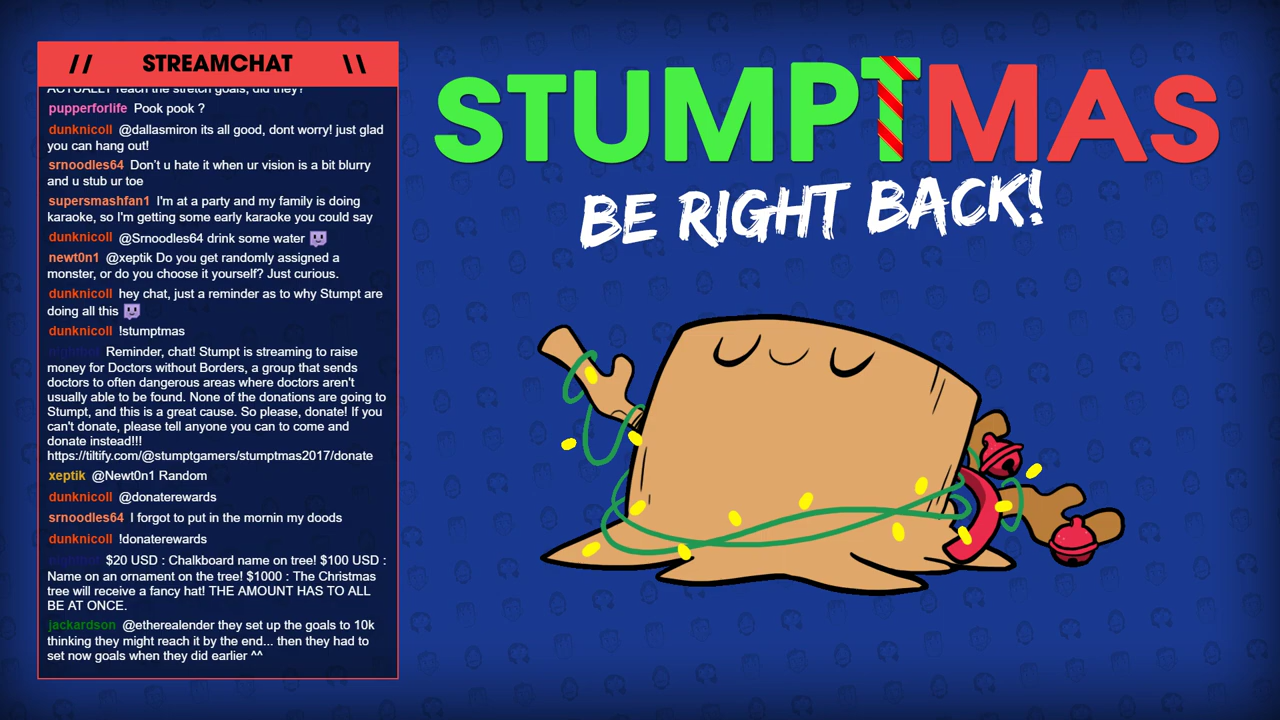 // STREAMCHAT \\
ACTUALLY reach the stretch goals, did they?
pupperforlife Pook pook ?
dunknicoll @dallasmiron its all good, dont worry! just glad
you can hang out!
srnoodles64 Don't u hate it when ur vision is a bit blurry
and u stub ur toe
supersmashfan1 I'm at a party and my family is doing
karaoke, so I'm getting some early karaoke you could say
dunknicoll @Srnoodles64 drink some water
newt0n1 @xeptik Do you get randomly assigned a
monster, or do you choose it yourself? Just curious.
dunknicoll hey chat, just a reminder as to why Stumpt are
doing all this
dunknicoll !stumptmas
Reminder, chat! Stumpt is streaming to raise
money for Doctors without Borders, a group that sends
doctors to often dangerous areas where doctors aren't
usually able to be found. None of the donations are going to
Stumpt, and this is a great cause. So please, donate! If you
can't donate, please tell anyone you can to come and
donate instead!!!
https://tiltify.com/@stumptgamers/stumptmas2017/donate
xeptik @Newt0n1 Random
dunknicoll @donaterewards
srnoodles64 I forgot to put in the mornin my doods
dunknicoll !donaterewards
$20 USD : Chalkboard name on tree! $100 USD :
Name on an ornament on the tree! $1000 : The Christmas
tree will receive a fancy hat! THE AMOUNT HAS TO ALL
BE AT ONCE.
jackardson @etherealender they set up the goals to 10k
thinking they might reach it by the end... then they had to
set now goals when they did earlier ^^
STUMPTMAS
BE RIGHT BACK!